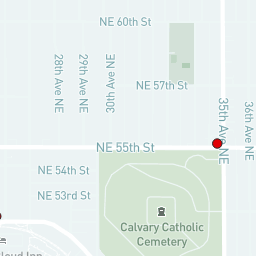 NE 60th St
28th Ave NE
29th Ave NE
30th Ave NE
NE 57th St
35th Ave NE
36th Ave NE
NE 55th St
NE 54th St
NE 53rd St
Calvary Catholic
Cemetery
Inn